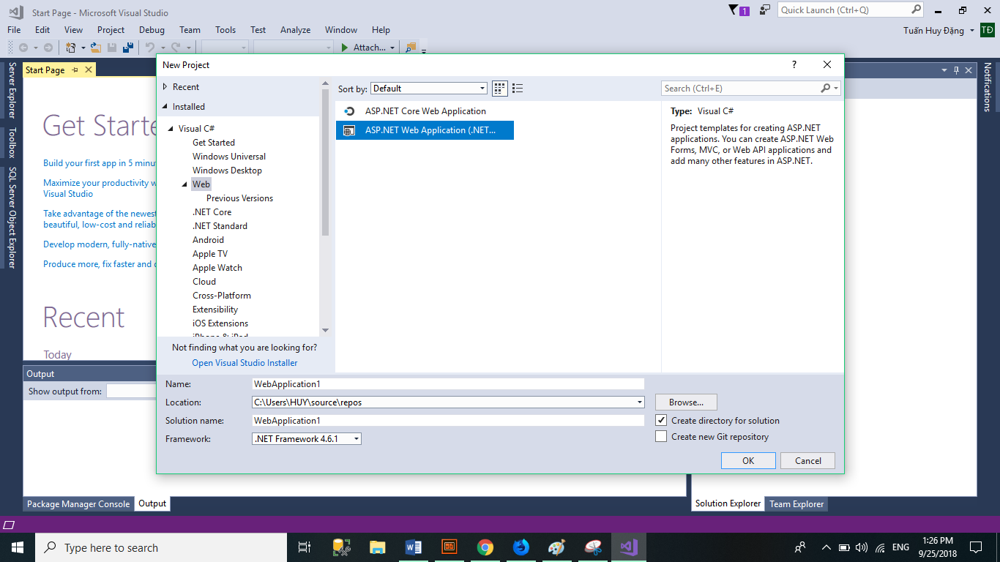 Start Page - Microsoft Visual Studio
1
Quick Launch (Ctrl+Q)
File Edit View Project Debug Team Tools Test Analyze Window Help
Tuấn Huy Đặng
TĐ
Attach...
Server Explorer
Toolbox
SQL Server Object Explorer
Start Page
Get Starte
Build your first app in 5 minut
Maximize your productivity w
Visual Studio
Take advantage of the newest
beautiful, low-cost and reliab
Develop modern, fully-native
Produce more, fix faster and
Recent
Today
New Project
?
Recent
Installed
Visual C#
Get Started
Windows Universal
Windows Desktop
Web
Previous Versions
.NET Core
.NET Standard
Android
Apple TV
Apple Watch
Cloud
Cross-Platform
Extensibility
iOS Extensions
iPhone & iPad
Not finding what you are looking for?
Open Visual Studio Installer
Sort by: Default
ASP.NET Core Web Application
ASP.NET Web Application (.NET...
Search (Ctrl+E)
Type: Visual C#
Project templates for creating ASP.NET
applications. You can create ASP.NET Web
Forms, MVC, or Web API applications and
add many other features in ASP.NET.
Name: WebApplication1
Location: C:\Users\HUY\source\repos
Browse...
Solution name: WebApplication1
Create directory for solution
Framework: .NET Framework 4.6.1
Create new Git repository
OK Cancel
Notifications
Output
Show output from:
Package Manager Console Output
Solution Explorer Team Explorer
Type here to search
ENG
1:26 PM
9/25/2018